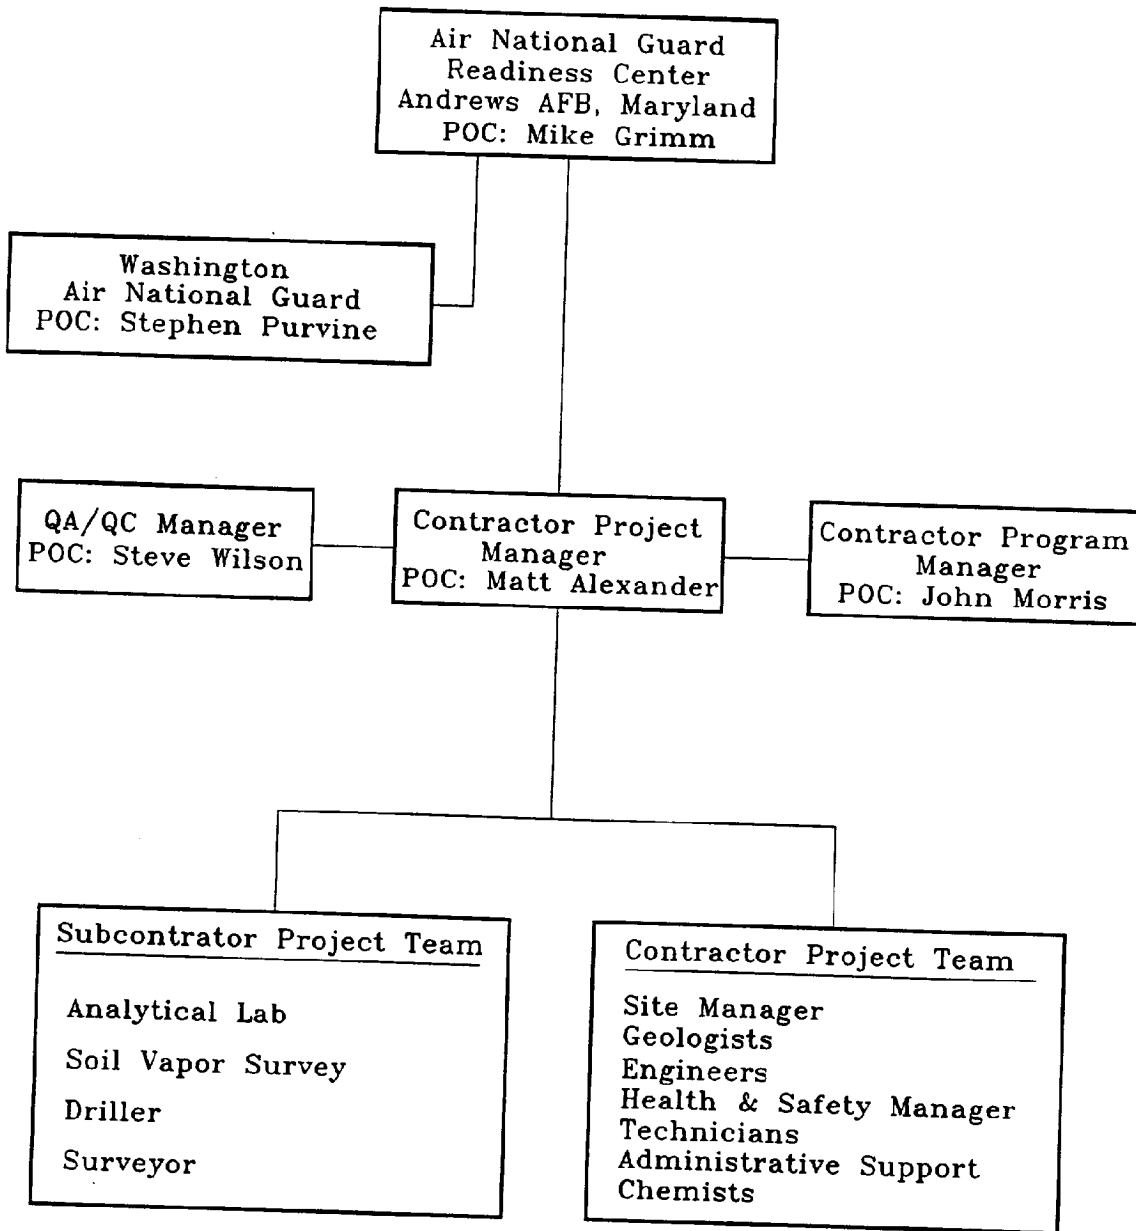 Air National Guard
Readiness Center
Andrews AFB, Maryland
POC: Mike Grimm
Washington
Air National Guard
POC: Stephen Purvine
QA/QC Manager
POC: Steve Wilson
Contractor Project
Manager
POC: Matt Alexander
Contractor Program
Manager
POC: John Morris
Subcontrator Project Team
Analytical Lab
Soil Vapor Survey
Driller
Surveyor
Contractor Project Team
Site Manager
Geologists
Engineers
Health & Safety Manager
Technicians
Administrative Support
Chemists